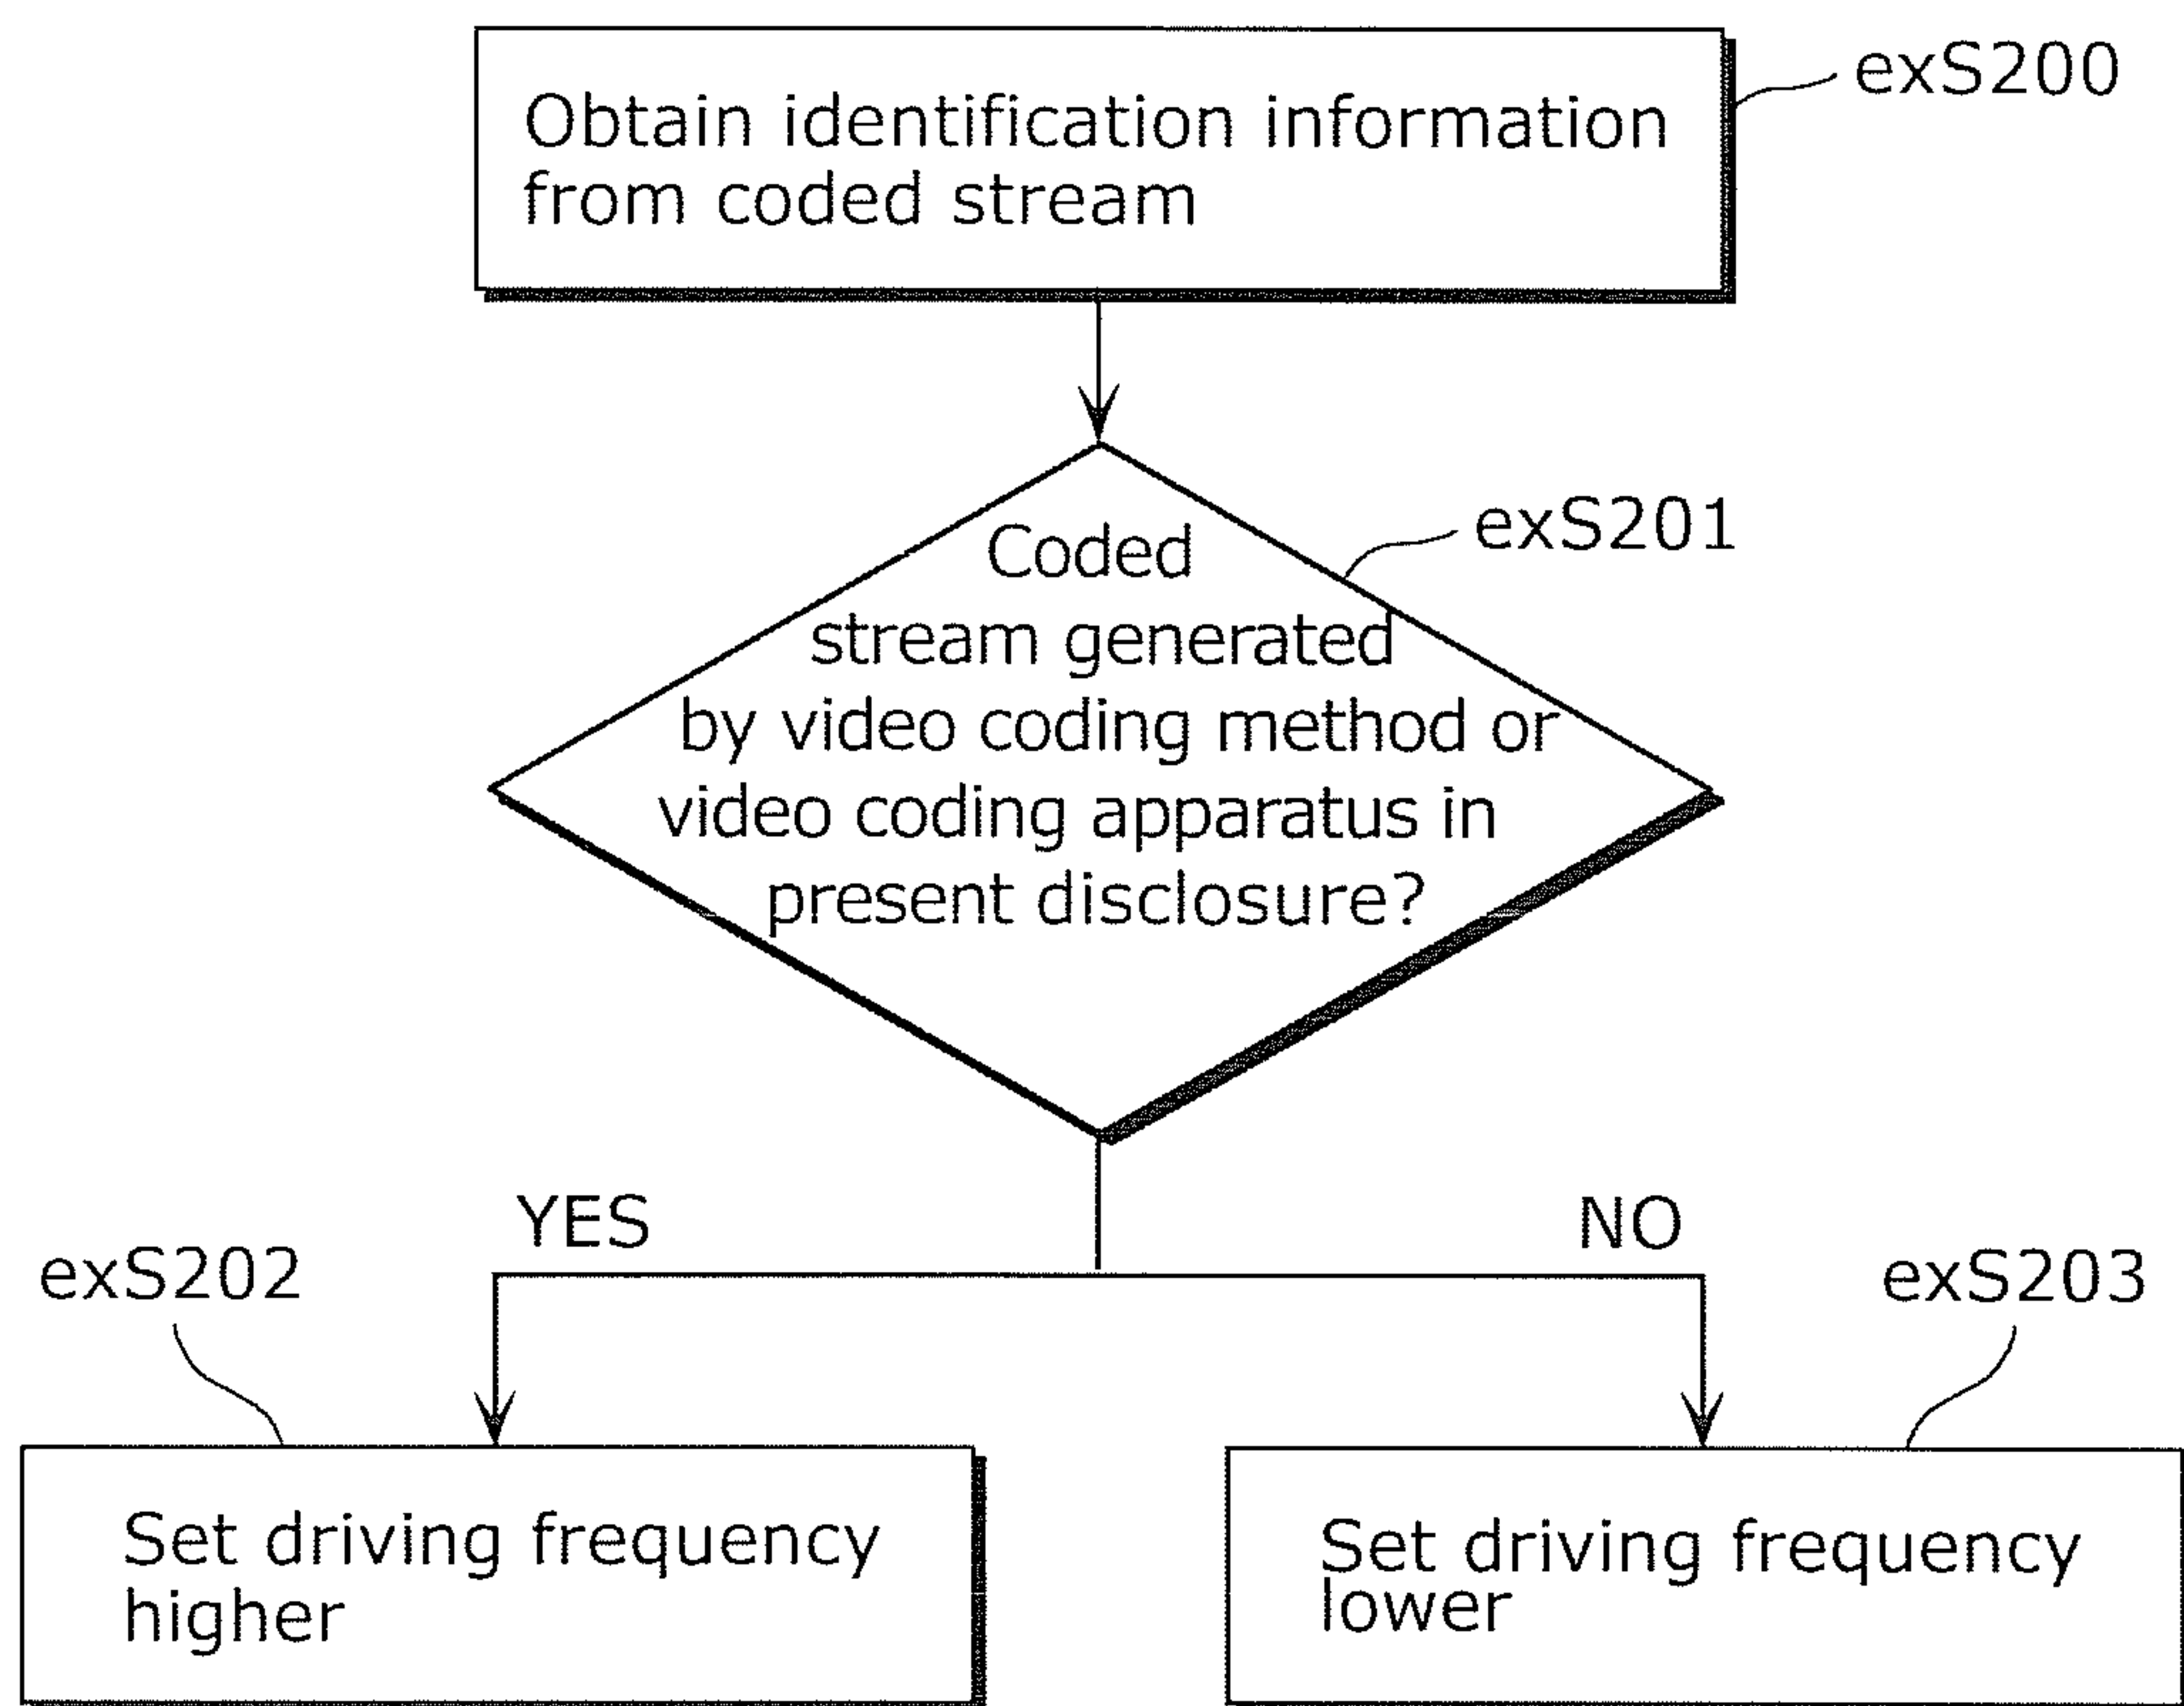 exS200
Obtain identification information
from coded stream
exS201
Coded
stream generated
by video coding method or
video coding apparatus in
present disclosure?
YES
NO
exS202
exS203
Set driving frequency
higher
Set driving frequency
lower